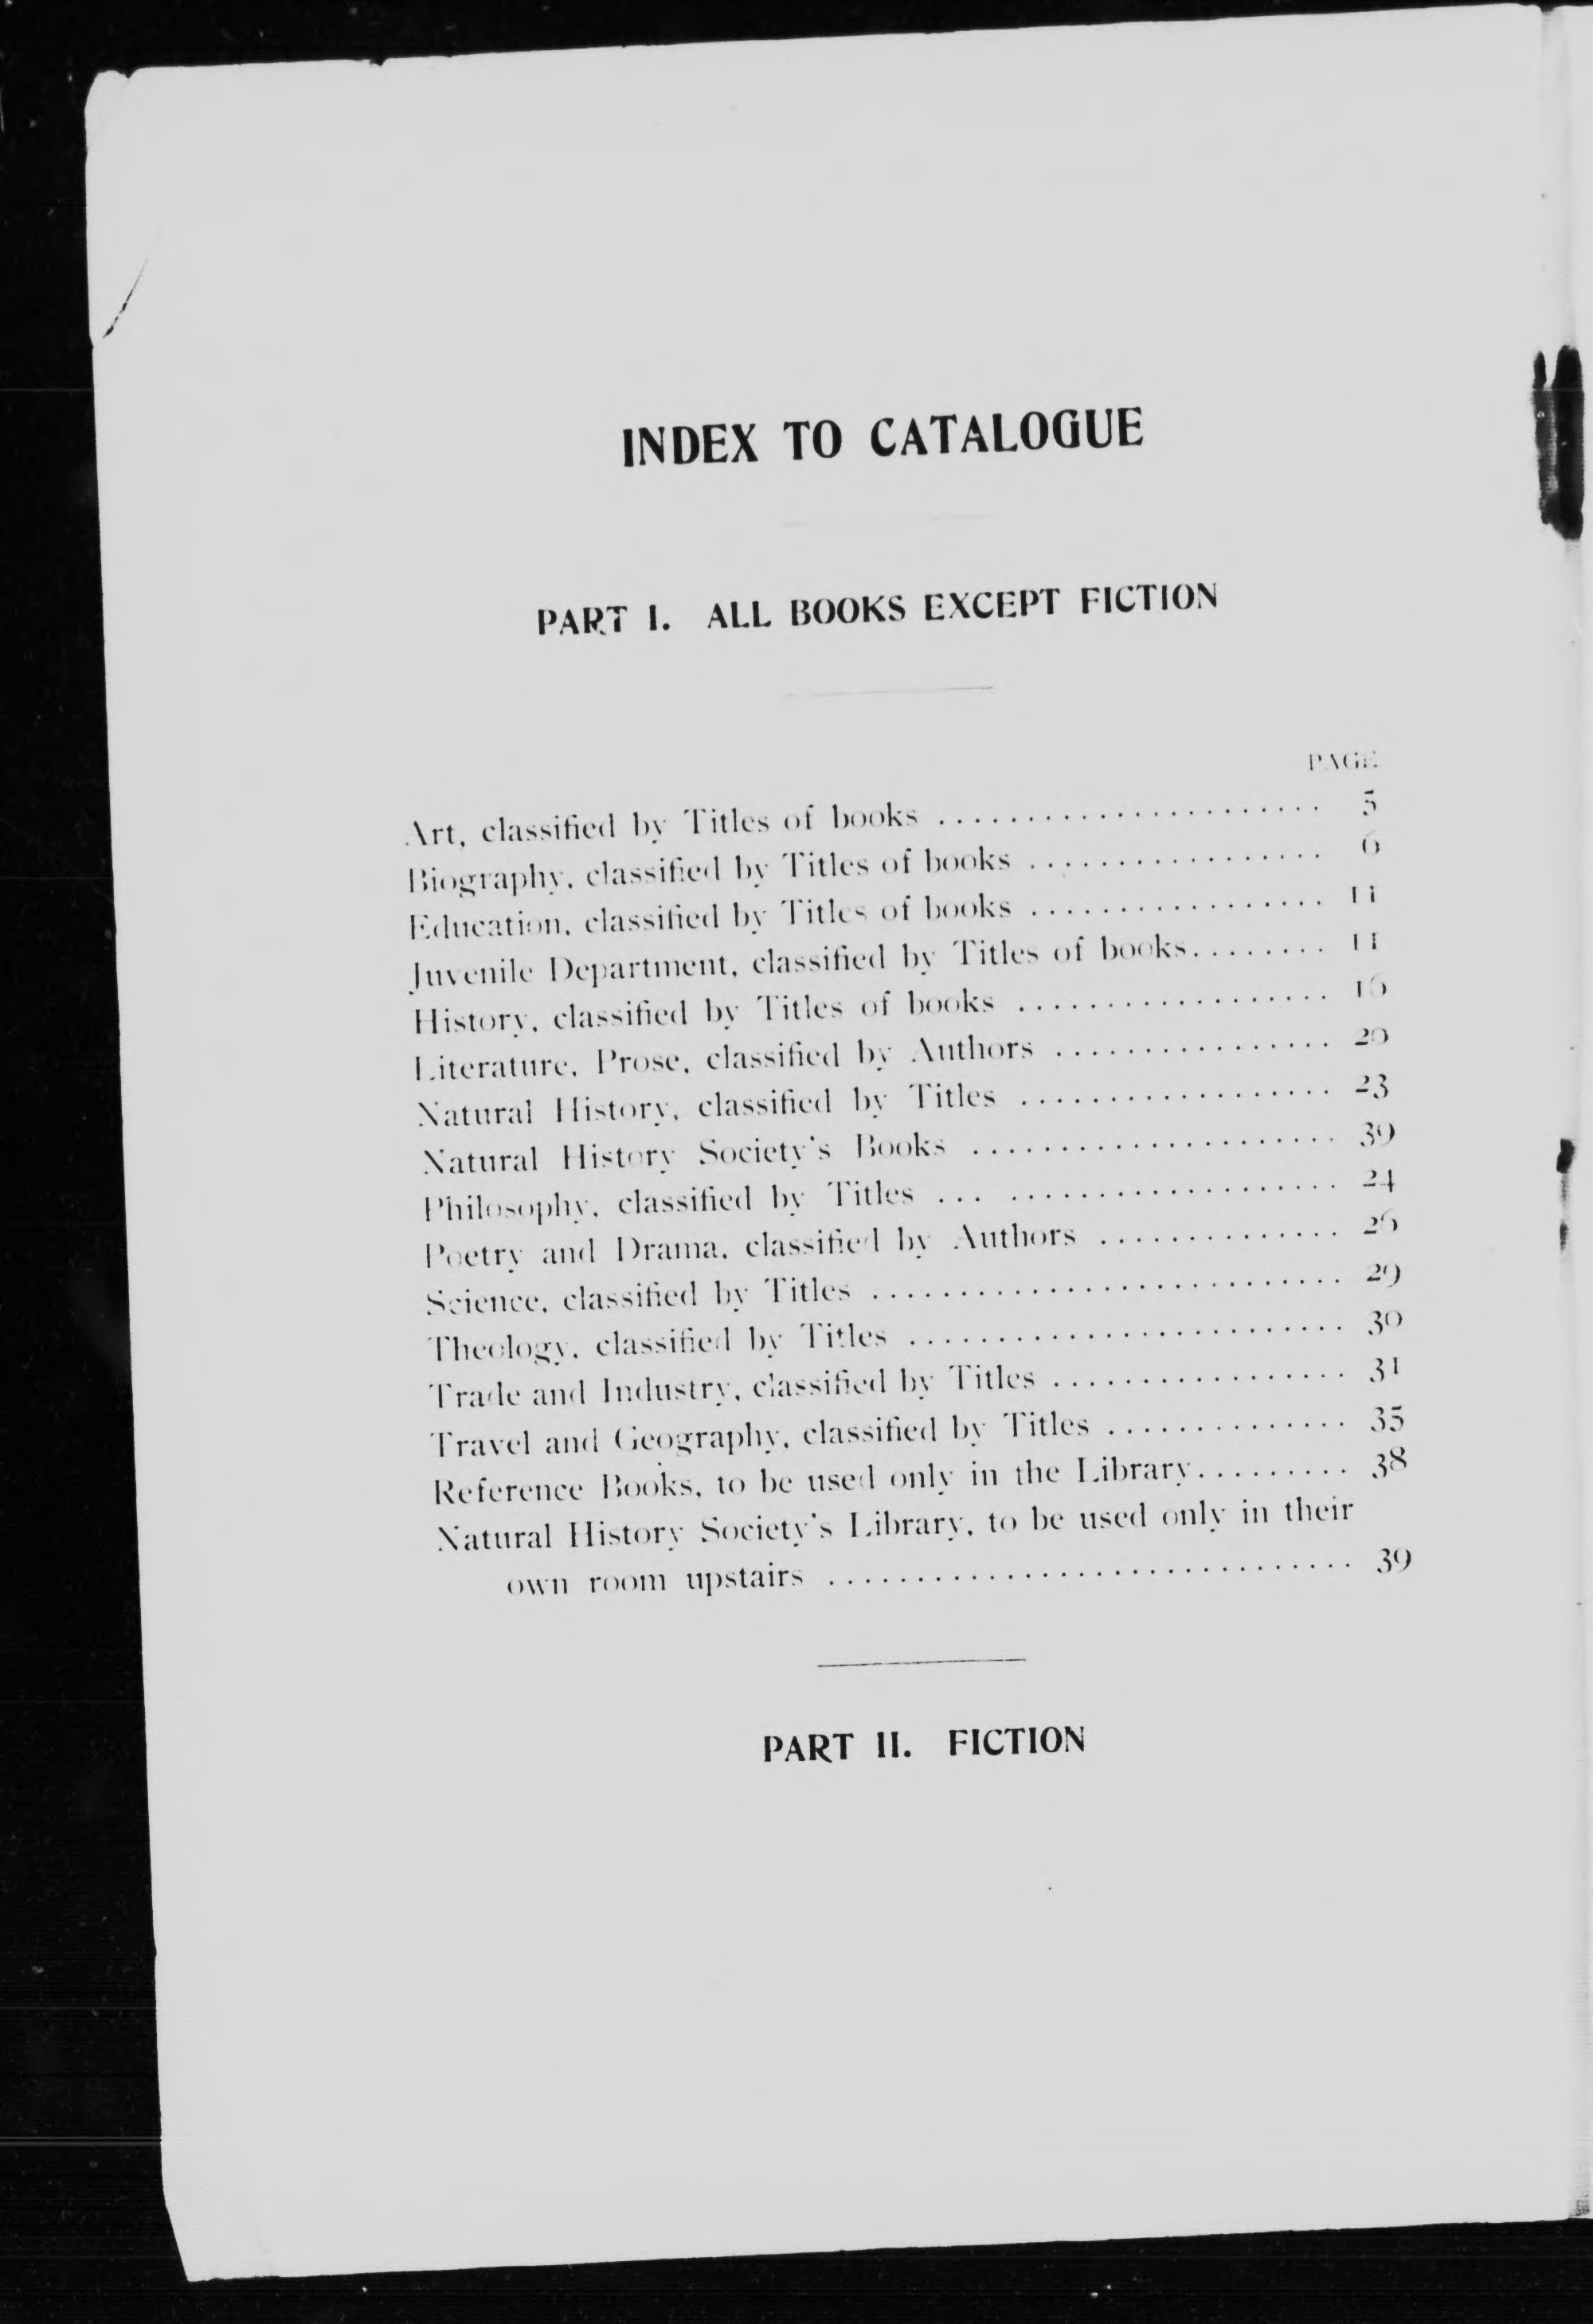 INDEX TO CATALOGUE
PART I. ALL BOOKS EXCEPT FICTION
PAGE
Art, classified by Titles of books ...................... 5
Biography, classified by Titles of books ................. 6
Education, classified by Titles of books ................. 11
Juvenile Department, classified by Titles of books........ 11
History, classified by Titles of books .................. 16
Literature, Prose, classified by Authors ................ 20
Natural History, classified by Titles .................. 23
Natural History Society's Books ..................... 39
Philosophy, classified by Titles ... ................... 24
Poetry and Drama, classified by Authors .............. 26
Science, classified by Titles ........................... 29
Theology, classified by Titles ......................... 30
Trade and Industry, classified by Titles ................. 31
Travel and Geography, classified by Titles .............. 35
Reference Books, to be used only in the Library......... 38
Natural History Society's Library, to be used only in their
own room upstairs .............................. 39
PART II. FICTION